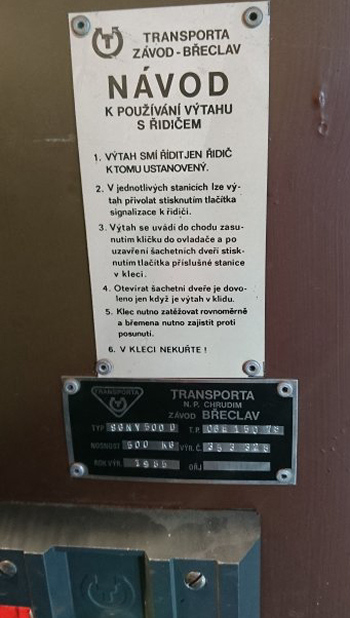 TRANSPORTA
ZÁVOD - BŘECLAV
NÁVOD
K POUŽÍVÁNÍ VÝTAHU
S ŘIDIČEM
1. VÝTAH SMÍ ŘÍDIT JEN ŘIDIČ
K TOMU USTANOVENÝ.
2. V jednotlivých stanicích lze vý-
tah přivolat stisknutím tlačítka
signalizace k řidiči.
3. Výtah se uvádí do chodu zasu-
nutím kličku do ovladače a po
uzavření šachetních dveří stisk-
nutím tlačítka příslušné stanice
v kleci.
4. Otevírat šachetní dveře je dovo-
leno jen když je výtah v klidu.
5. Klec nutno zatěžovat rovnoměrně
a břemena nutno zajistit proti
posunutí.
6. V KLECI NEKUŘTE !
TRANSPORTA
TRANSPORTA
N. P. CHRUDIM
ZÁVOD BŘECLAV
TYP T. P.
NOSNOST 500 KG VÝR. Č.
ROK VÝR. ORJ